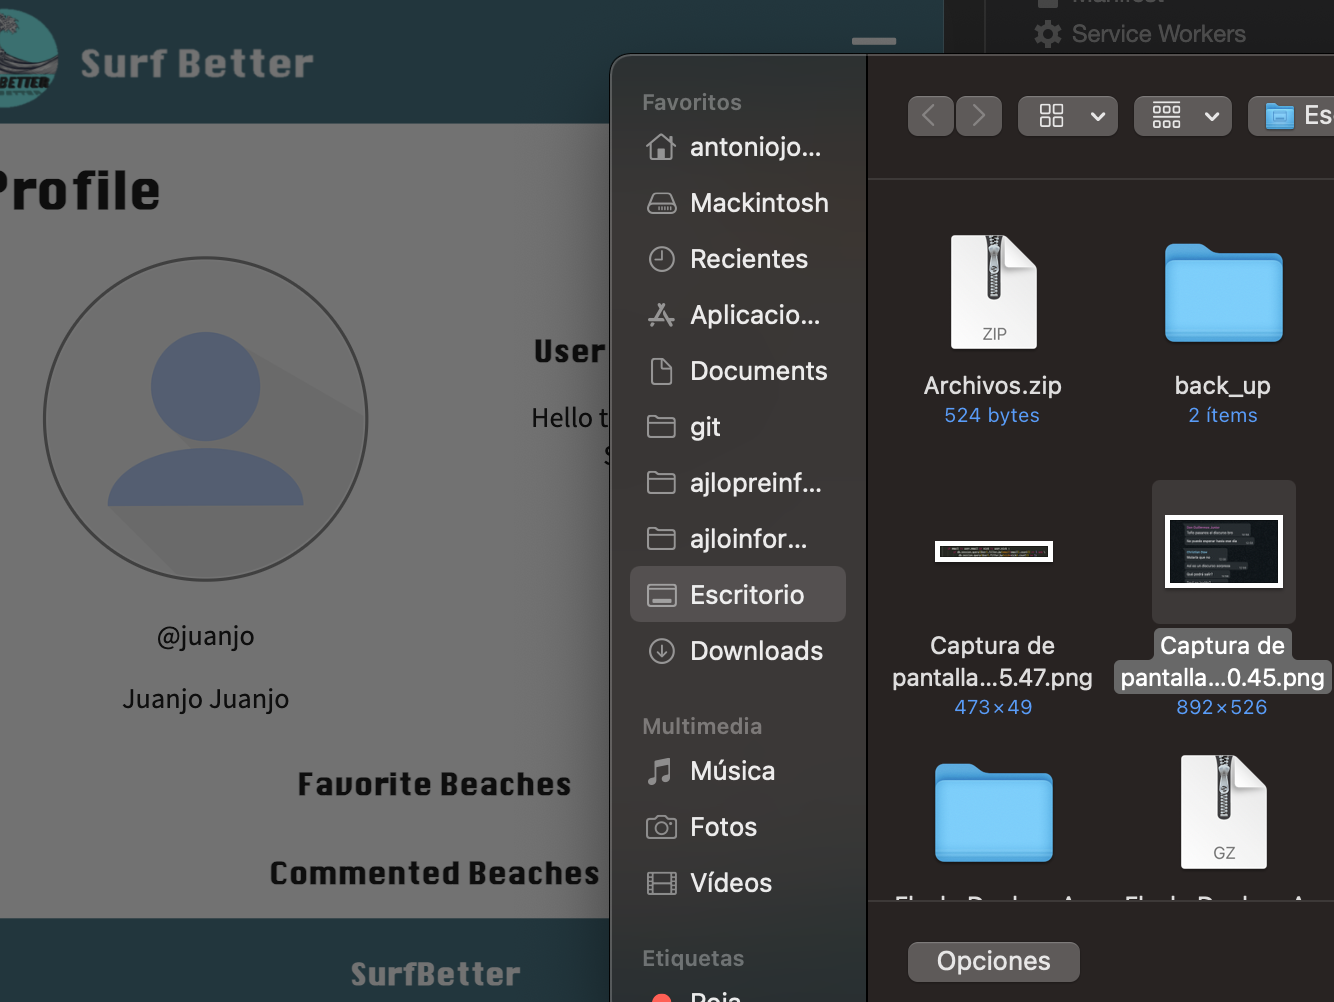 Service Workers
BETTER
Surf Better
Profile
User
Hello t
@juanjo
Juanjo Juanjo
Favorite Beaches
Commented Beaches
SurfBetter
Favoritos
antoniojo...
Mackintosh
Recientes
Aplicacio...
Documents
git
ajlopreinf...
ajloinfor...
Escritorio
Downloads
Multimedia
Música
Fotos
Vídeos
Etiquetas
Es
ZIP
Archivos.zip
524 bytes
back_up
2 ítems
Captura de
pantalla...5.47.png
473×49
Captura de
pantalla...0.45.png
892×526
GZ
Opciones